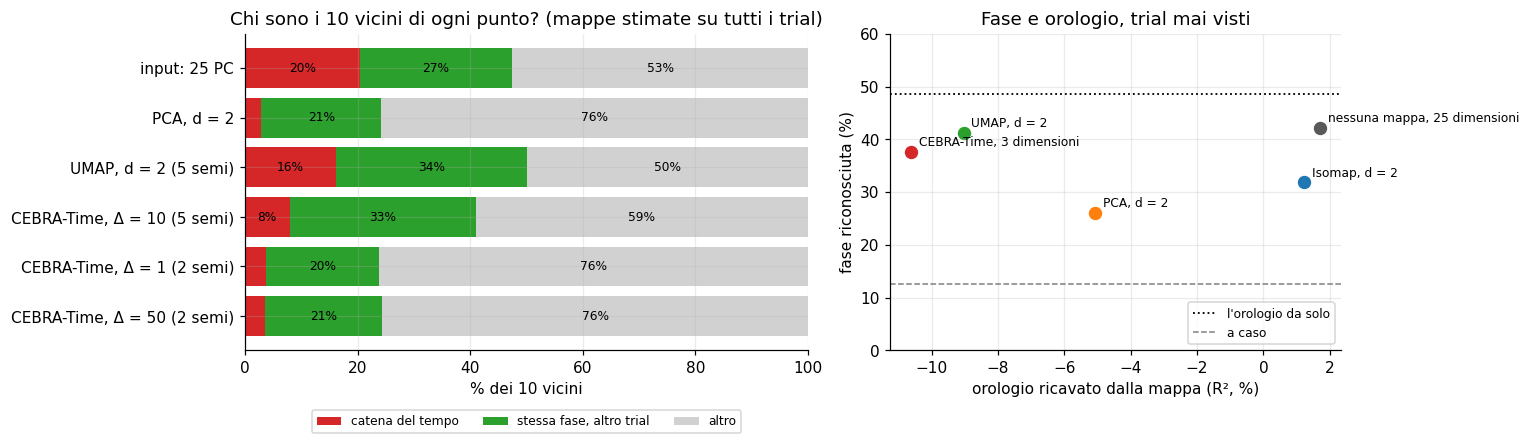 Chi sono i 10 vicini di ogni punto? (mappe stimate su tutti i trial)
input: 25 PC
20%
27%
53%
PCA, d = 2
21%
76%
UMAP, d = 2 (5 semi)
16%
34%
50%
CEBRA-Time, Δ = 10 (5 semi)
8%
33%
59%
CEBRA-Time, Δ = 1 (2 semi)
20%
76%
CEBRA-Time, Δ = 50 (2 semi)
21%
76%
0 20 40 60 80 100
% dei 10 vicini
catena del tempo
stessa fase, altro trial
altro
Fase e orologio, trial mai visti
fase riconosciuta (%)
60
50
40
30
20
10
0
UMAP, d = 2
nessuna mappa, 25 dimensioni
CEBRA-Time, 3 dimensioni
Isomap, d = 2
PCA, d = 2
l'orologio da solo
a caso
−10 −8 −6 −4 −2 0 2
orologio ricavato dalla mappa (R², %)